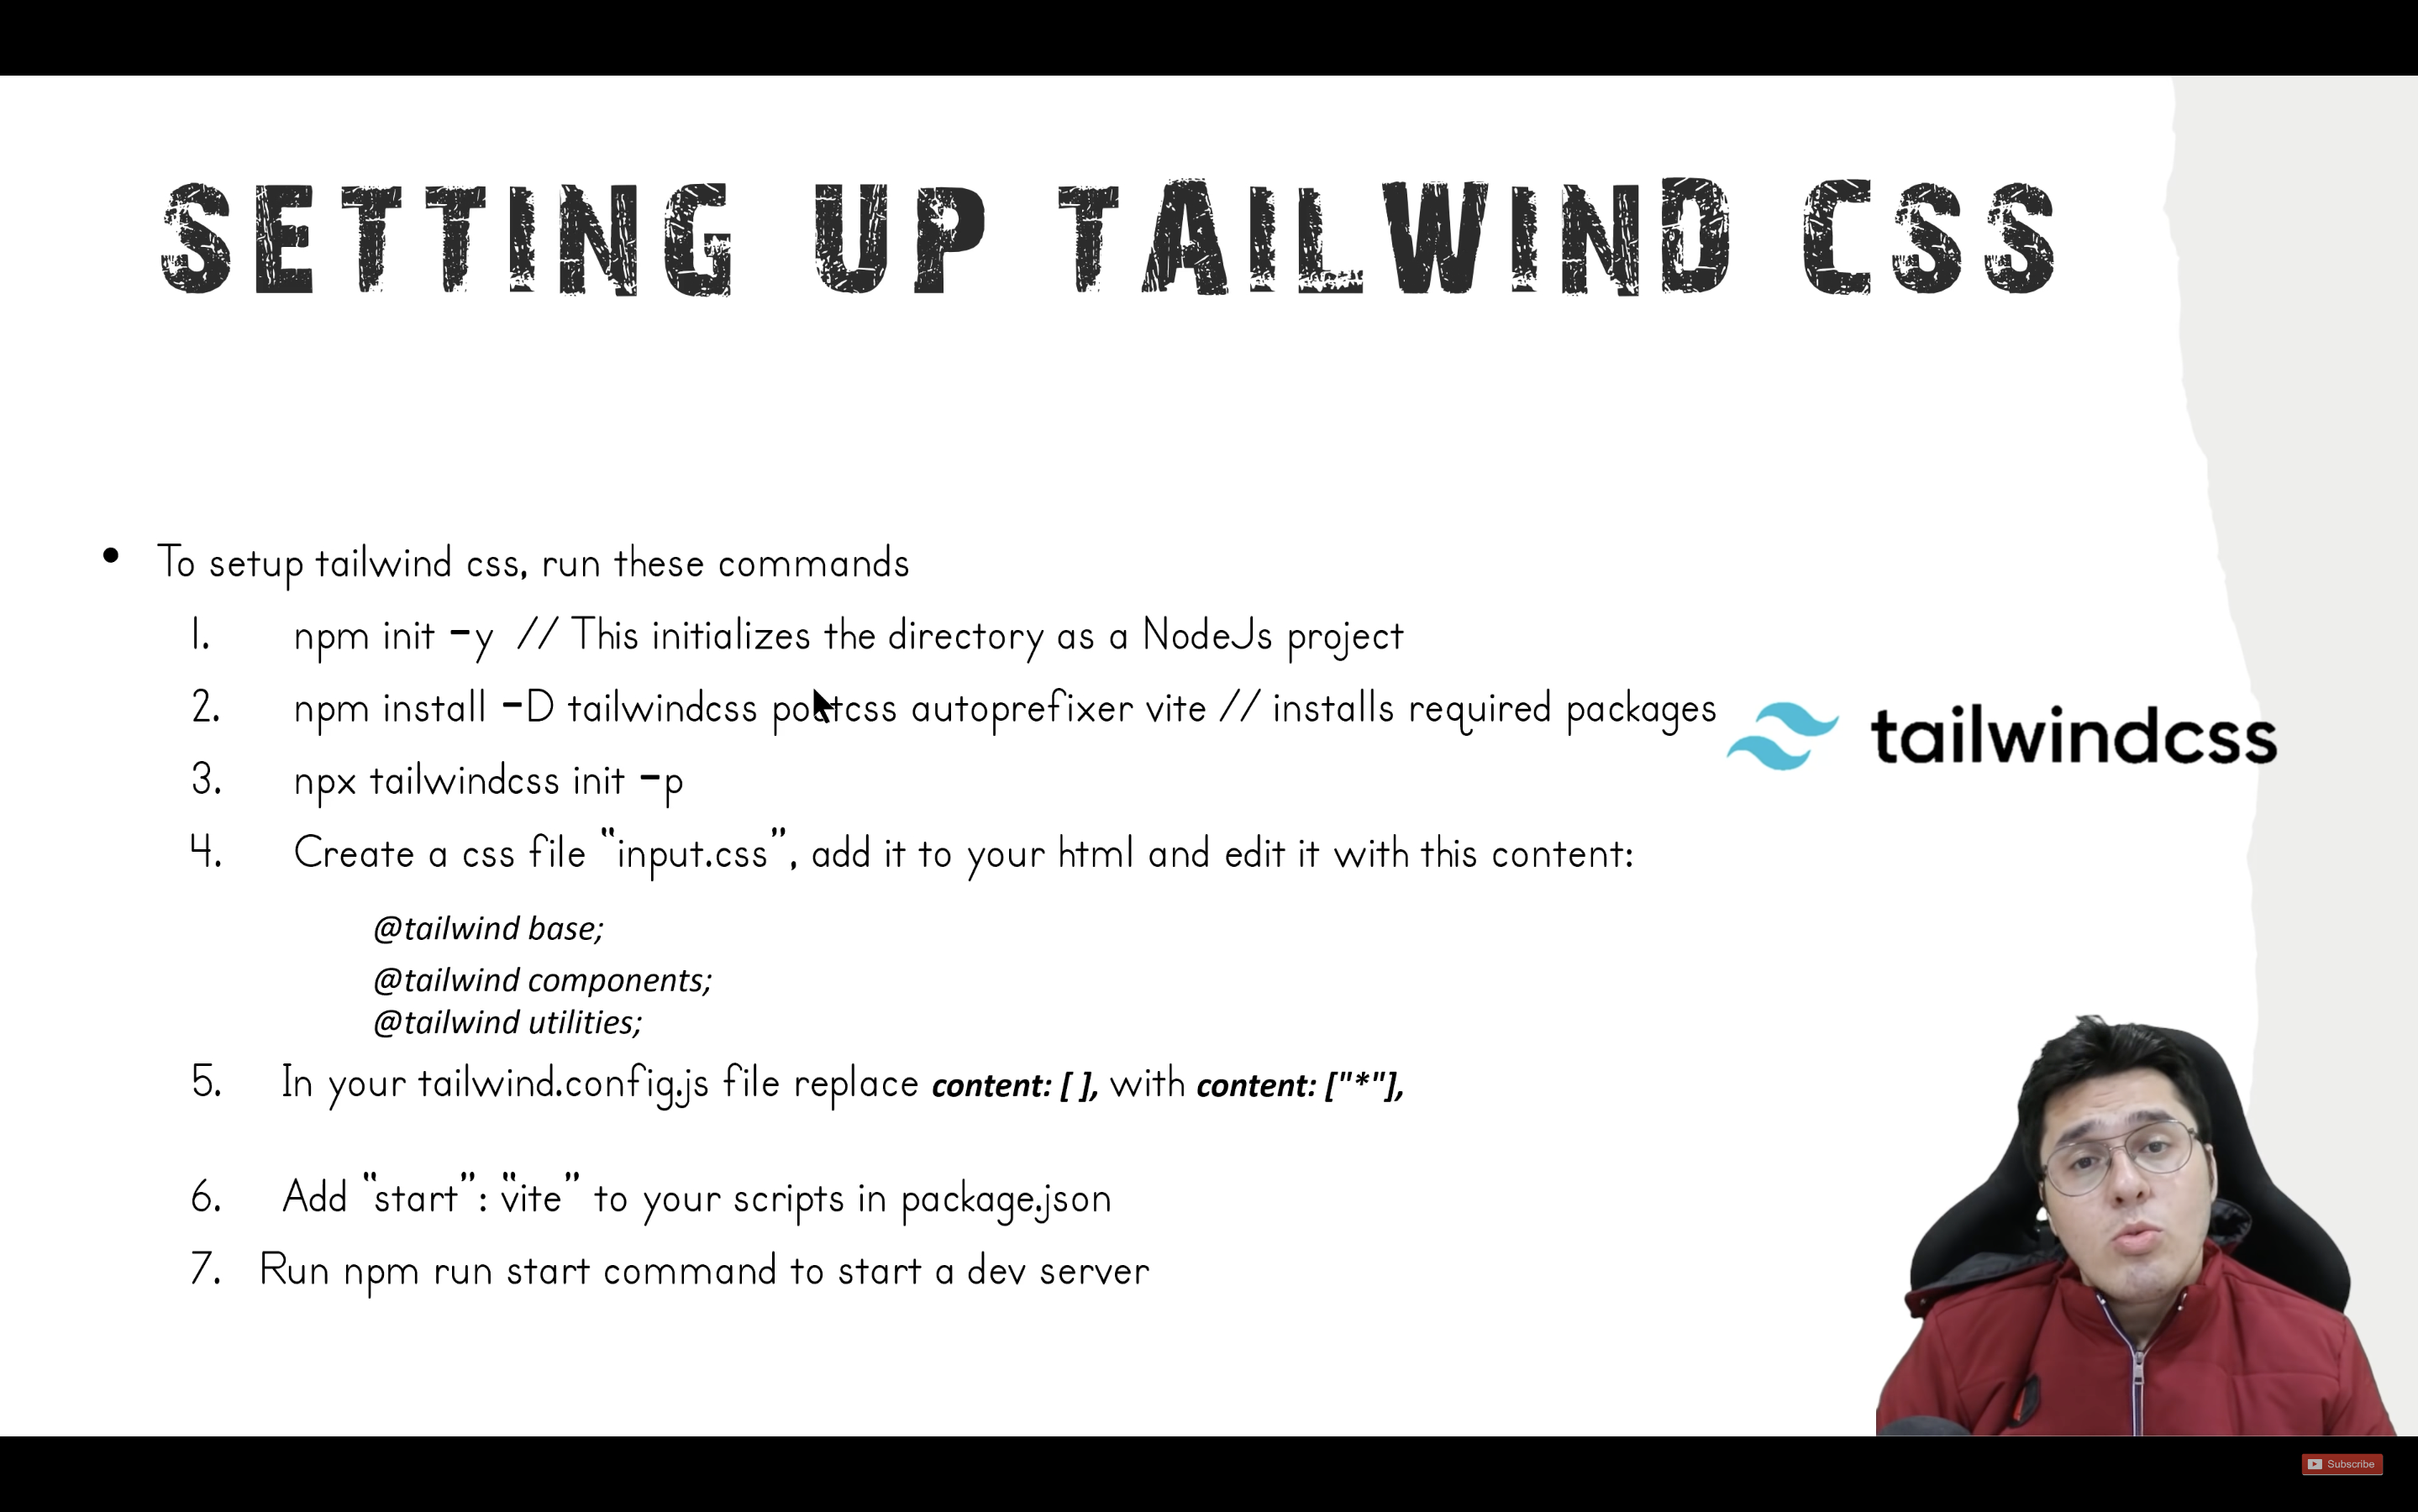 SETTING UP TAILWIND CSS
• To setup tailwind css, run these commands
1. npm init –y // This initializes the directory as a NodeJs project
2. npm install –D tailwindcss postcss autoprefixer vite // installs required packages
tailwindcss
3. npx tailwindcss init –p
4. Create a css file “input.css”, add it to your html and edit it with this content:
@tailwind base;
@tailwind components;
@tailwind utilities;
5. In your tailwind.config.js file replace content: [ ], with content: ["*"],
6. Add “start”: “vite” to your scripts in package.json
7. Run npm run start command to start a dev server
Subscribe